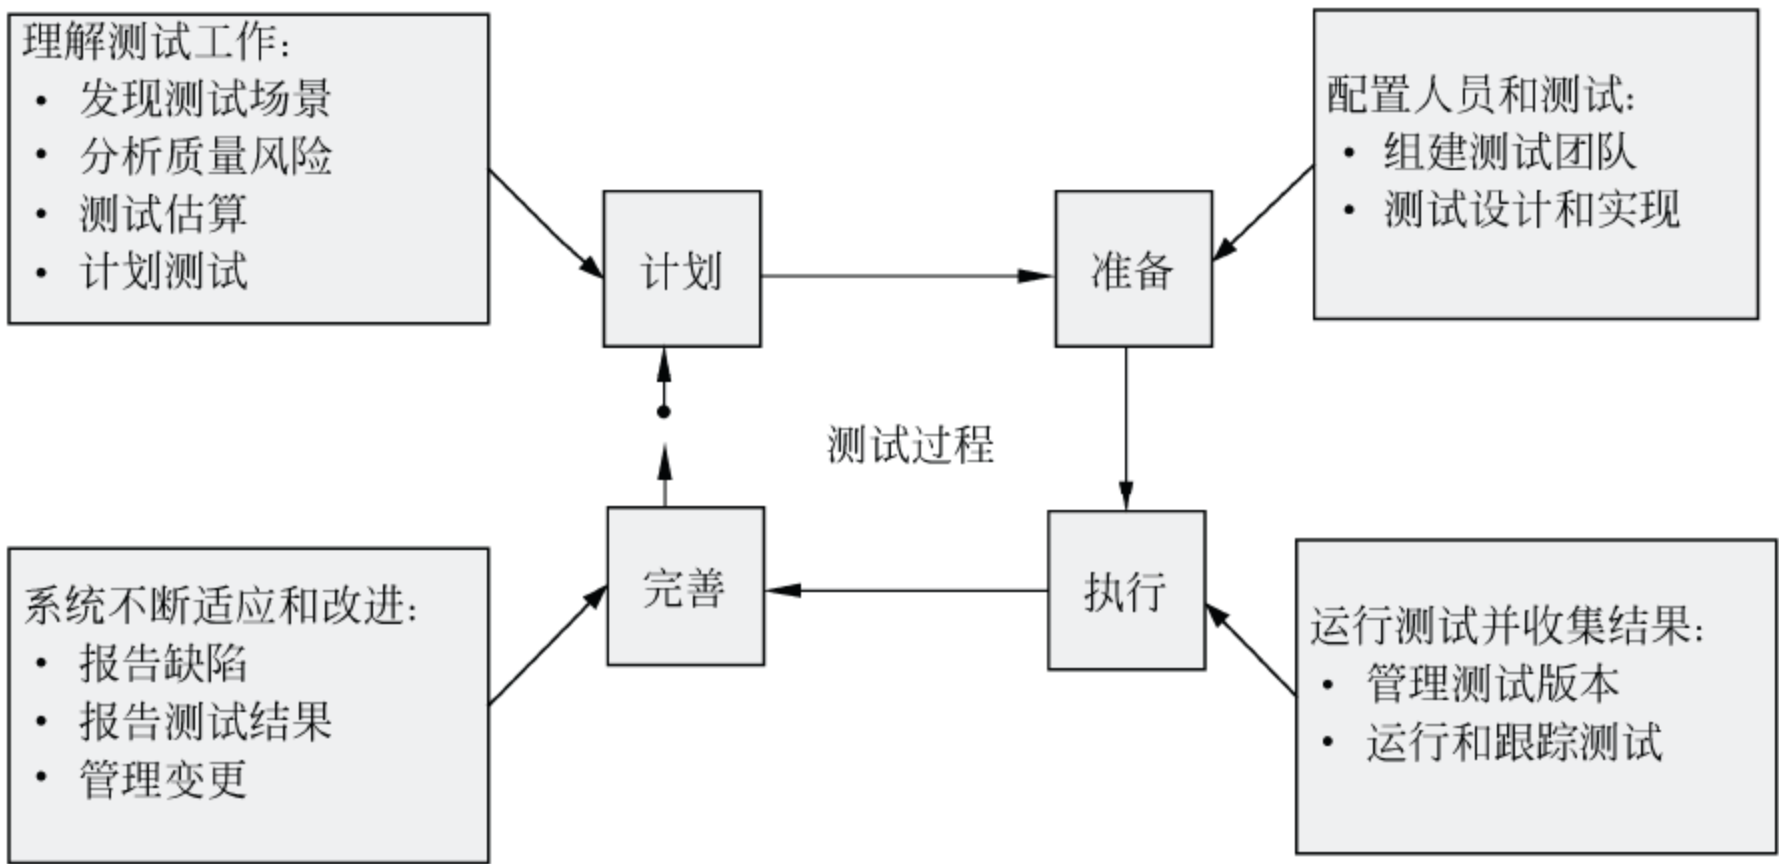 理解测试工作：
• 发现测试场景
• 分析质量风险
• 测试估算
• 计划测试
配置人员和测试：
• 组建测试团队
• 测试设计和实现
计划
准备
测试过程
完善
执行
系统不断适应和改进：
• 报告缺陷
• 报告测试结果
• 管理变更
运行测试并收集结果：
• 管理测试版本
• 运行和跟踪测试